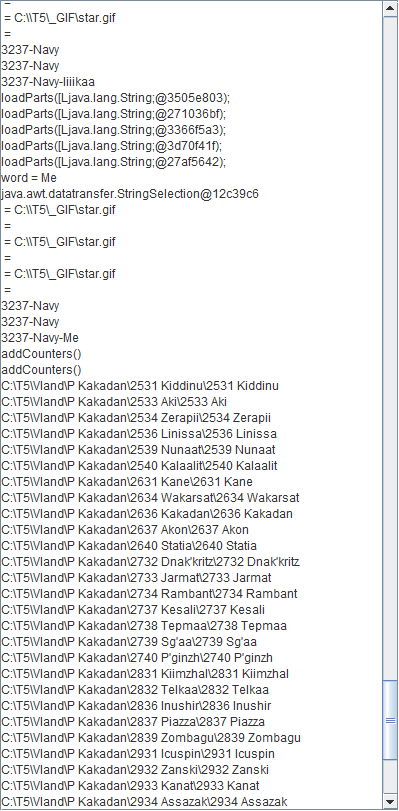 =
= C:\\T5\_GIF\star.gif
=
3237-Navy
3237-Navy
3237-Navy-liiikaa
loadParts([Ljava.lang.String;@3505e803);
loadParts([Ljava.lang.String;@271036bf);
loadParts([Ljava.lang.String;@3366f5a3);
loadParts([Ljava.lang.String;@3d70f41f);
loadParts([Ljava.lang.String;@27af5642);
word = Me
java.awt.datatransfer.StringSelection@12c39c6
= C:\\T5\_GIF\star.gif
=
= C:\\T5\_GIF\star.gif
=
= C:\\T5\_GIF\star.gif
=
3237-Navy
3237-Navy
3237-Navy-Me
addCounters()
addCounters()
C:\T5\Vland\P Kakadan\2531 Kiddinu\2531 Kiddinu
C:\T5\Vland\P Kakadan\2533 Aki\2533 Aki
C:\T5\Vland\P Kakadan\2534 Zerapii\2534 Zerapii
C:\T5\Vland\P Kakadan\2536 Linissa\2536 Linissa
C:\T5\Vland\P Kakadan\2539 Nunaat\2539 Nunaat
C:\T5\Vland\P Kakadan\2540 Kalaalit\2540 Kalaalit
C:\T5\Vland\P Kakadan\2631 Kane\2631 Kane
C:\T5\Vland\P Kakadan\2634 Wakarsat\2634 Wakarsat
C:\T5\Vland\P Kakadan\2636 Kakadan\2636 Kakadan
C:\T5\Vland\P Kakadan\2637 Akon\2637 Akon
C:\T5\Vland\P Kakadan\2640 Statia\2640 Statia
C:\T5\Vland\P Kakadan\2732 Dnak'kritz\2732 Dnak'kritz
C:\T5\Vland\P Kakadan\2733 Jarmat\2733 Jarmat
C:\T5\Vland\P Kakadan\2734 Rambant\2734 Rambant
C:\T5\Vland\P Kakadan\2737 Kesali\2737 Kesali
C:\T5\Vland\P Kakadan\2738 Tepmaa\2738 Tepmaa
C:\T5\Vland\P Kakadan\2739 Sg'aa\2739 Sg'aa
C:\T5\Vland\P Kakadan\2740 P'ginzh\2740 P'ginzh
C:\T5\Vland\P Kakadan\2831 Kiimzhal\2831 Kiimzhal
C:\T5\Vland\P Kakadan\2832 Telkaa\2832 Telkaa
C:\T5\Vland\P Kakadan\2836 Inushir\2836 Inushir
C:\T5\Vland\P Kakadan\2837 Piazza\2837 Piazza
C:\T5\Vland\P Kakadan\2839 Zombagu\2839 Zombagu
C:\T5\Vland\P Kakadan\2931 Icuspin\2931 Icuspin
C:\T5\Vland\P Kakadan\2932 Zanski\2932 Zanski
C:\T5\Vland\P Kakadan\2933 Kanat\2933 Kanat
C:\T5\Vland\P Kakadan\2934 Assazak\2934 Assazak